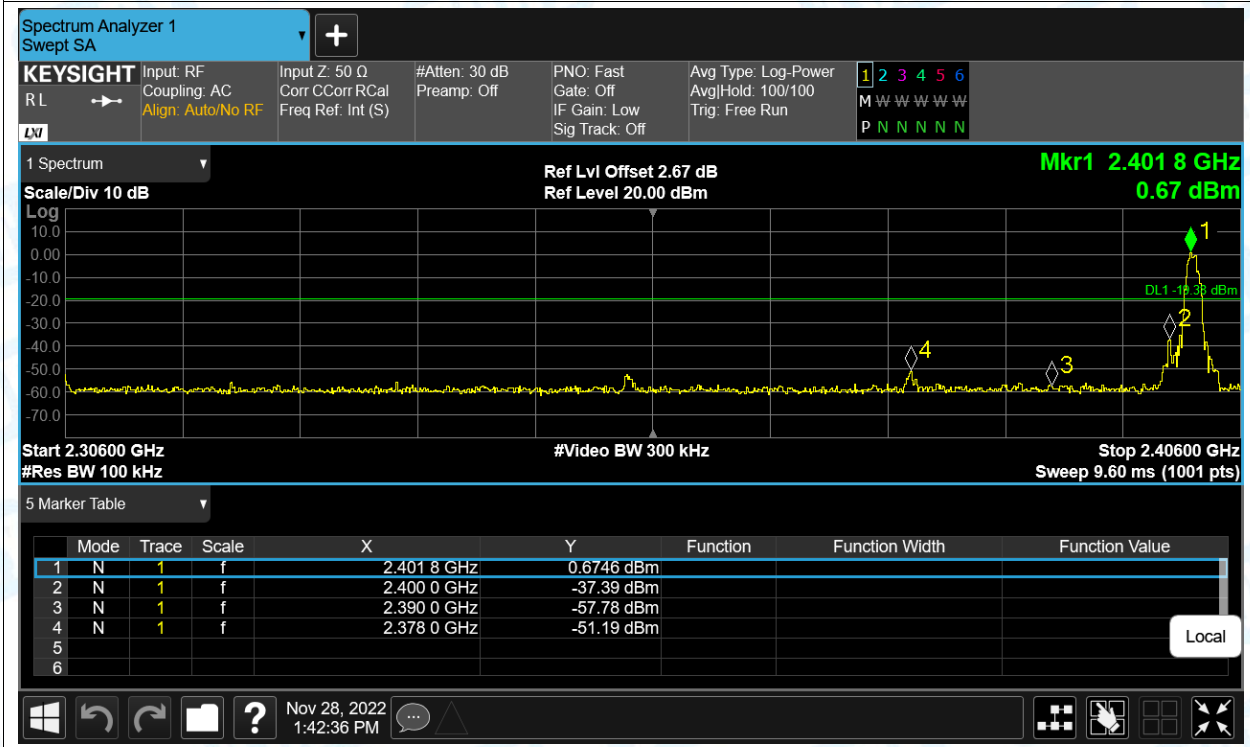 Spectrum Analyzer 1
Swept SA
+
KEYSIGHT Input: RF Input Z: 50 Ω #Atten: 30 dB PNO: Fast Avg Type: Log-Power 1 2 3 4 5 6
R L Coupling: AC Corr CCorr RCal Preamp: Off Gate: Off Avg|Hold: 100/100 M W W W W W W
Align: Auto/No RF Freq Ref: Int (S) IF Gain: Low Trig: Free Run
LXI Sig Track: Off P N N N N N
1 Spectrum Ref Lvl Offset 2.67 dB Mkr1 2.401 8 GHz
Scale/Div 10 dB Ref Level 20.00 dBm 0.67 dBm
Log
10.0 1
0.00
-10.0
DL1 -19.33 dBm
-20.0
-30.0 2
-40.0 4
-50.0 3
-60.0
-70.0
Start 2.30600 GHz #Video BW 300 kHz Stop 2.40600 GHz
#Res BW 100 kHz Sweep 9.60 ms (1001 pts)
5 Marker Table
Mode Trace Scale X Y Function Function Width Function Value
1 N 1 f 2.401 8 GHz 0.6746 dBm
2 N 1 f 2.400 0 GHz -37.39 dBm
3 N 1 f 2.390 0 GHz -57.78 dBm
4 N 1 f 2.378 0 GHz -51.19 dBm
5
6
Local
? Nov 28, 2022
1:42:36 PM